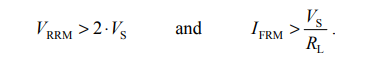 V_RRM > 2 · V_S and I_FRM > V_S / R_L .